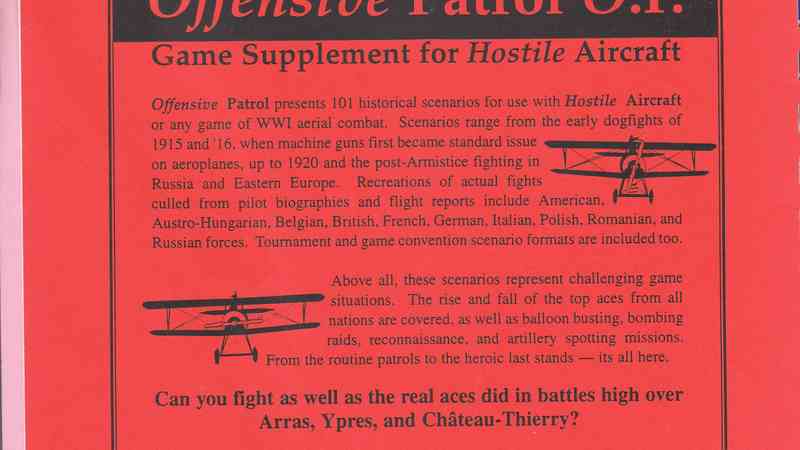 Offensive Patrol O.P.
Game Supplement for Hostile Aircraft
Offensive Patrol presents 101 historical scenarios for use with Hostile Aircraft
or any game of WWI aerial combat. Scenarios range from the early dogfights of
1915 and '16, when machine guns first became standard issue
on aeroplanes, up to 1920 and the post-Armistice fighting in
Russia and Eastern Europe. Recreations of actual fights
culled from pilot biographies and flight reports include American,
Austro-Hungarian, Belgian, British, French, German, Italian, Polish, Romanian, and
Russian forces. Tournament and game convention scenario formats are included too.
Above all, these scenarios represent challenging game
situations. The rise and fall of the top aces from all
nations are covered, as well as balloon busting, bombing
raids, reconnaissance, and artillery spotting missions.
From the routine patrols to the heroic last stands — its all here.
Can you fight as well as the real aces did in battles high over
Arras, Ypres, and Château-Thierry?